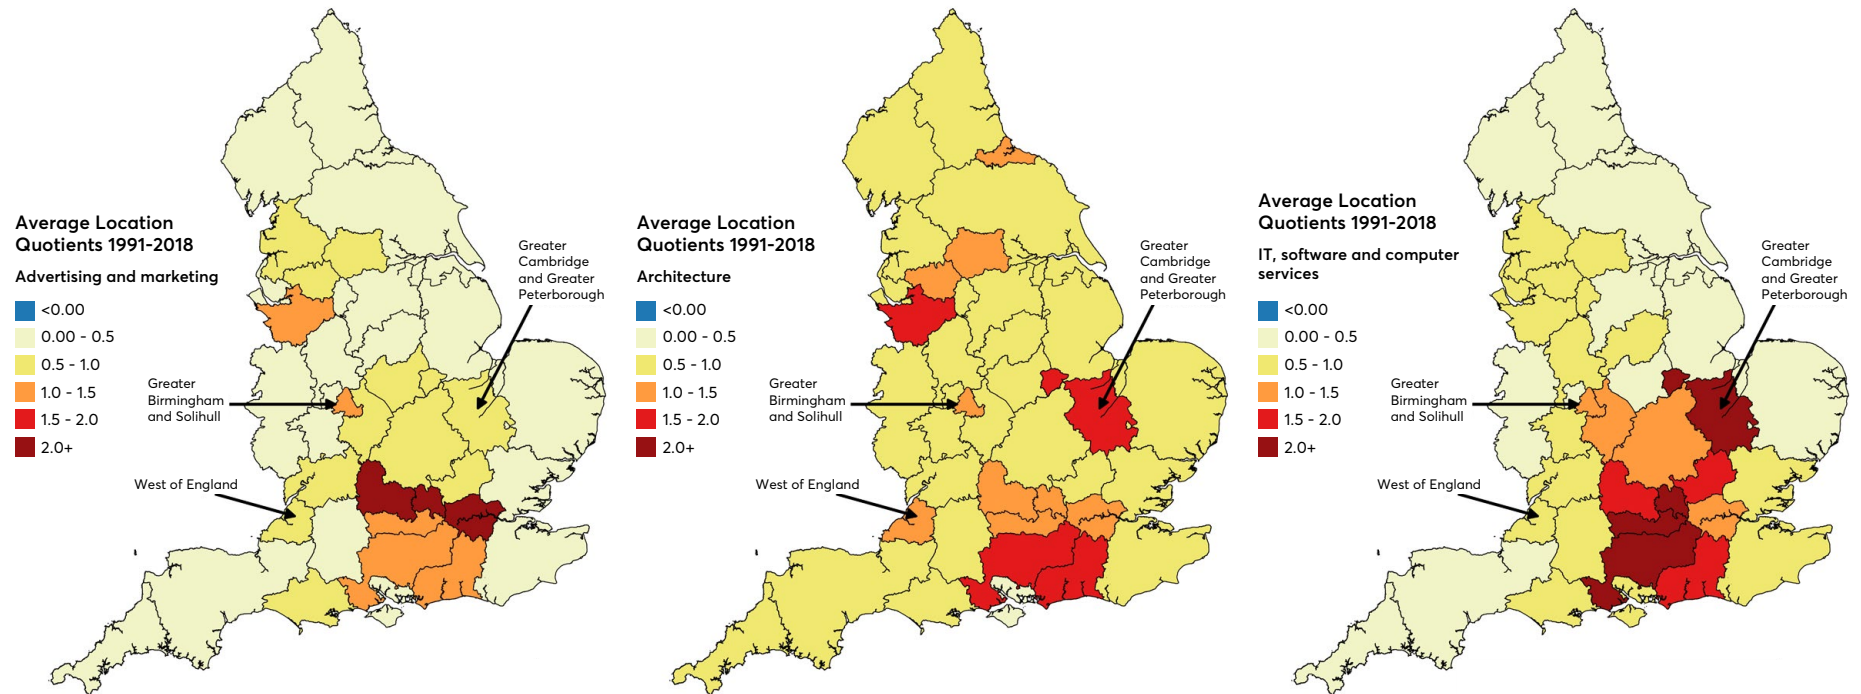 Average Location
Quotients 1991-2018
Advertising and marketing
<0.00
0.00 - 0.5
0.5 - 1.0
1.0 - 1.5
1.5 - 2.0
2.0+
Greater
Birmingham
and Solihull
West of England
Greater
Cambridge
and Greater
Peterborough
Average Location
Quotients 1991-2018
Architecture
<0.00
0.00 - 0.5
0.5 - 1.0
1.0 - 1.5
1.5 - 2.0
2.0+
Greater
Birmingham
and Solihull
West of England
Greater
Cambridge
and Greater
Peterborough
Average Location
Quotients 1991-2018
IT, software and computer
services
<0.00
0.00 - 0.5
0.5 - 1.0
1.0 - 1.5
1.5 - 2.0
2.0+
Greater
Birmingham
and Solihull
West of England
Greater
Cambridge
and Greater
Peterborough